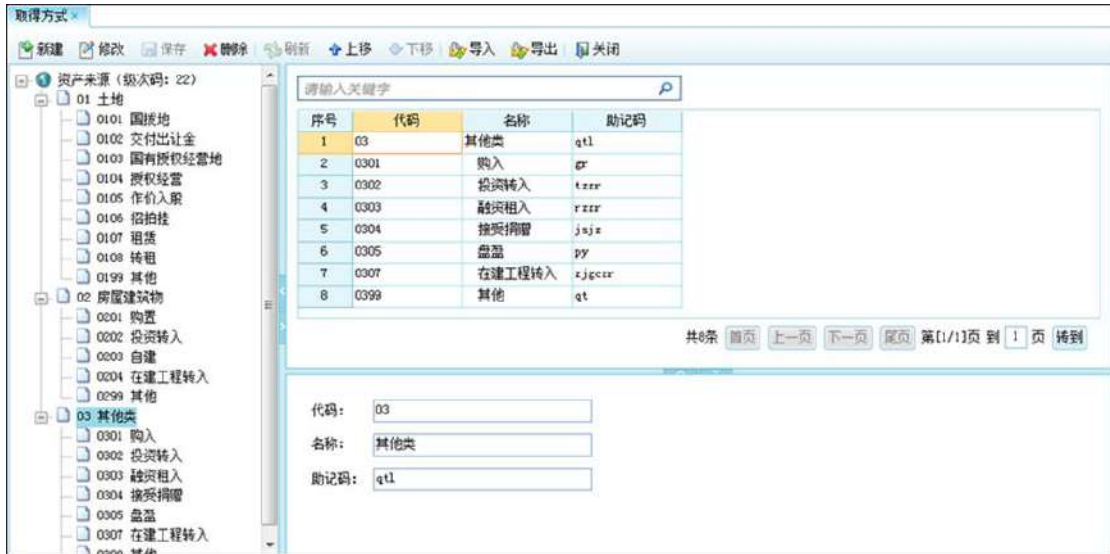 取得方式 ×
新建 修改 保存 删除 刷新 上移 下移 导入 导出 关闭
资产来源（级次码：22）
01 土地
0101 国拨地
0102 交付出让金
0103 国有授权经营地
0104 授权经营
0105 作价入股
0106 招拍挂
0107 租赁
0108 转租
0199 其他
02 房屋建筑物
0201 购置
0202 投资转入
0203 自建
0204 在建工程转入
0299 其他
03 其他类
0301 购入
0302 投资转入
0303 融资租入
0304 接受捐赠
0305 盘盈
0307 在建工程转入
0399 其他
请输入关键字
序号 代码 名称 助记码
1 03 其他类 qtl
2 0301 购入 gr
3 0302 投资转入 tzzr
4 0303 融资租入 rzzr
5 0304 接受捐赠 jsjz
6 0305 盘盈 py
7 0307 在建工程转入 zjgczr
8 0399 其他 qt
共8条 首页 上一页 下一页 尾页 第[1/1]页 到 1 页 转到
代码： 03
名称： 其他类
助记码： qtl